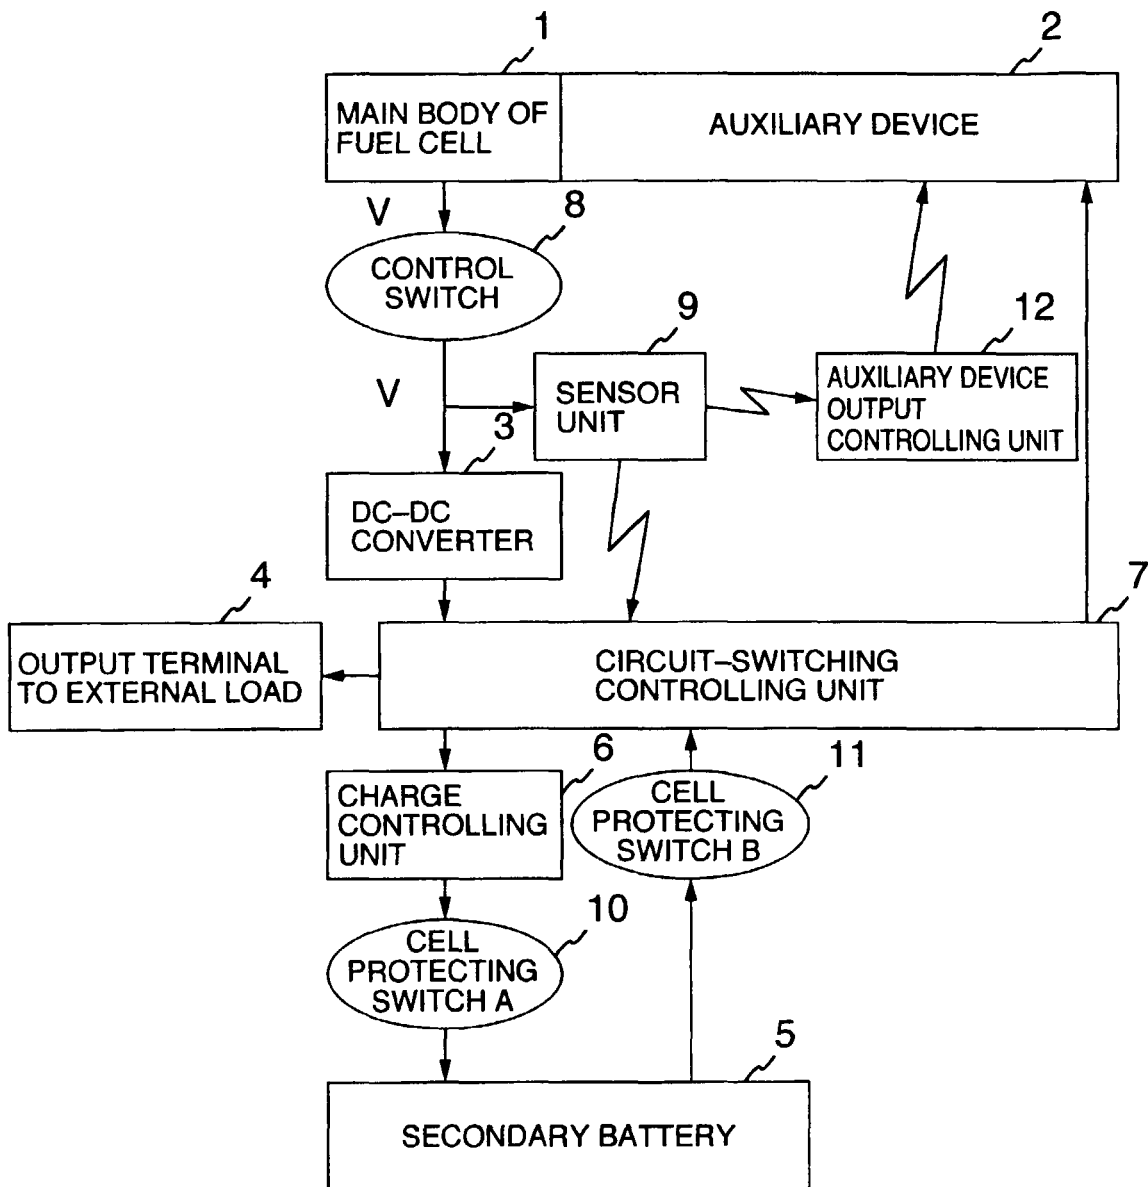 1
2
MAIN BODY OF
FUEL CELL
AUXILIARY DEVICE
V
8
CONTROL
SWITCH
9
12
V
SENSOR
UNIT
AUXILIARY DEVICE
OUTPUT
CONTROLLING UNIT
3
DC–DC
CONVERTER
4
7
OUTPUT TERMINAL
TO EXTERNAL LOAD
CIRCUIT–SWITCHING
CONTROLLING UNIT
6
11
CHARGE
CONTROLLING
UNIT
CELL
PROTECTING
SWITCH B
10
CELL
PROTECTING
SWITCH A
5
SECONDARY BATTERY